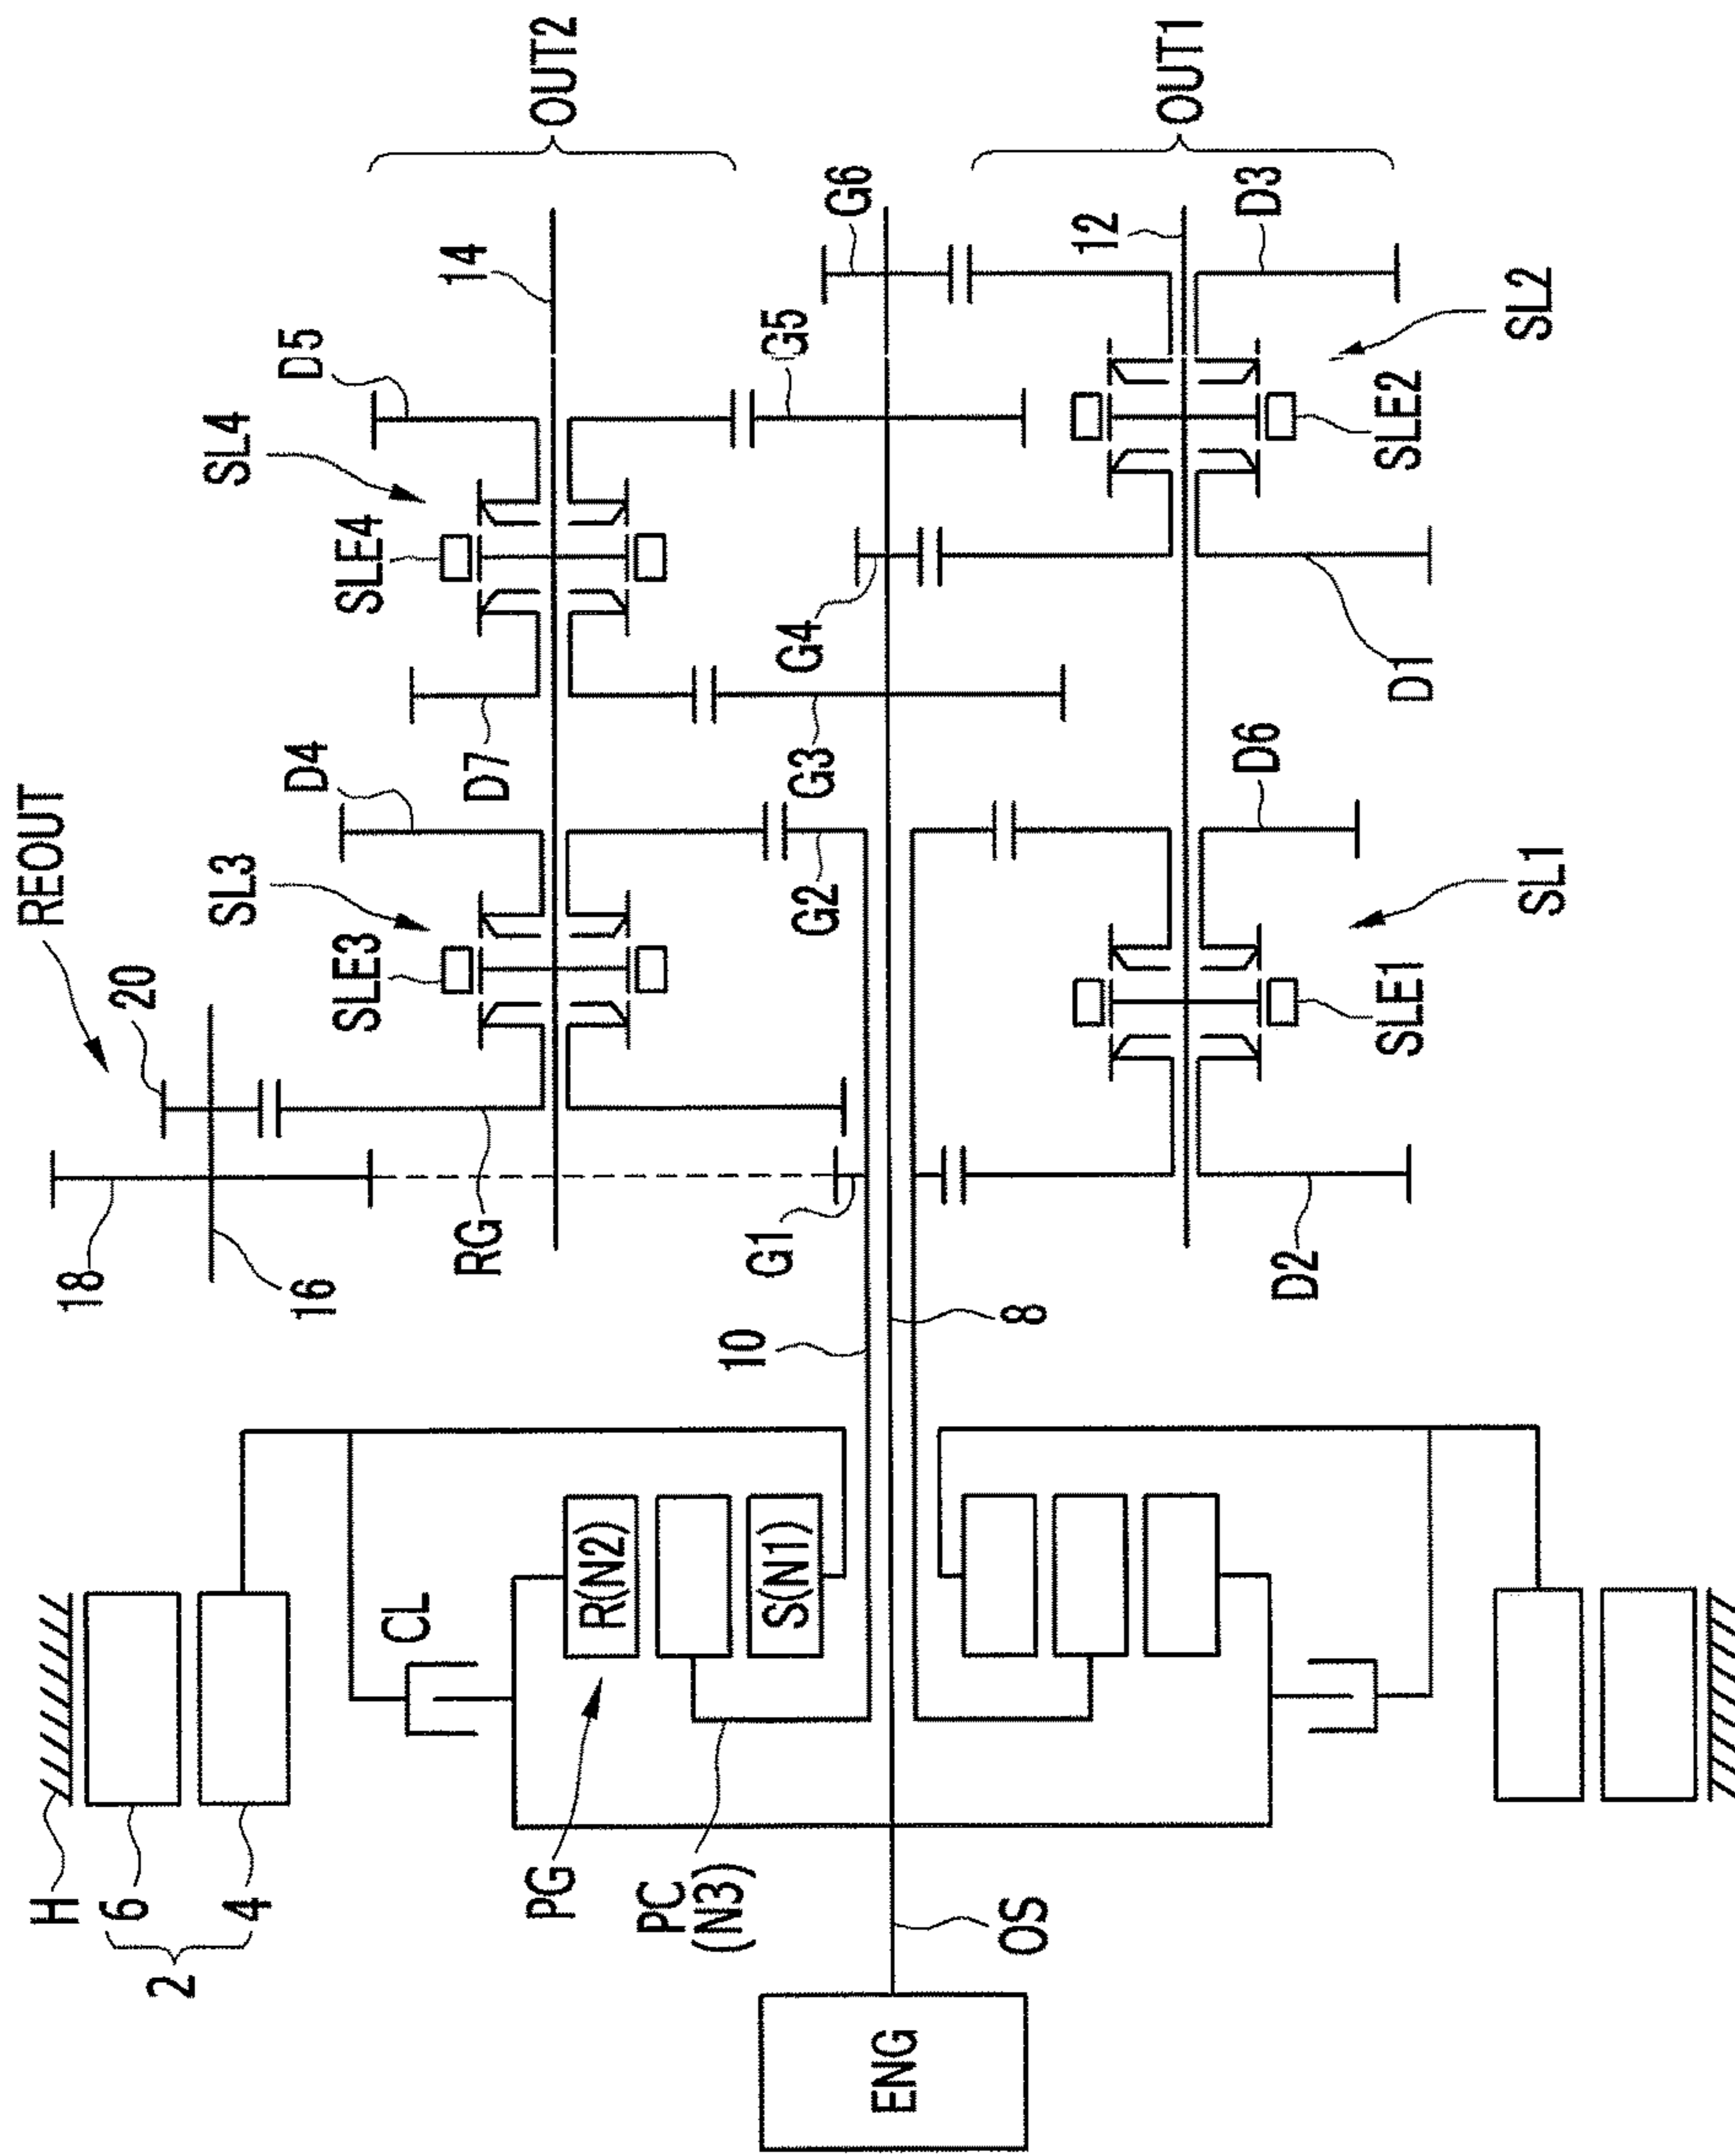 REOUT
18
16
20
RG
SL3
SLE3
D4
D7
SL4
SLE4
D5
14
OUT2
G1
G2
G3
G4
G5
G6
10
8
H
6
4
2
CL
R(N2)
S(N1)
PG
PC
(N3)
OS
ENG
D2
SLE1
SL1
D6
D1
SLE2
SL2
12
D3
OUT1